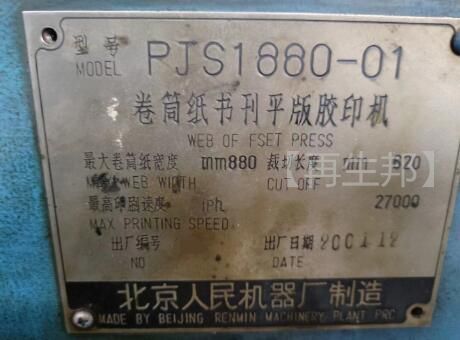 型号 PJS1880-01
MODEL
卷筒纸书刊平版胶印机
WEB OF FSET PRESS
最大卷筒纸宽度 mm880 裁切长度 mm 620
MAX WEB WIDTH CUT OFF
最高印刷速度 iph 27000
MAX PRINTING SPEED
出厂编号 出厂日期 2001.12
NO DATE
北京人民机器厂制造
MADE BY BEIJING RENMIN MACHINERY PLANT PRC
【再生邦】